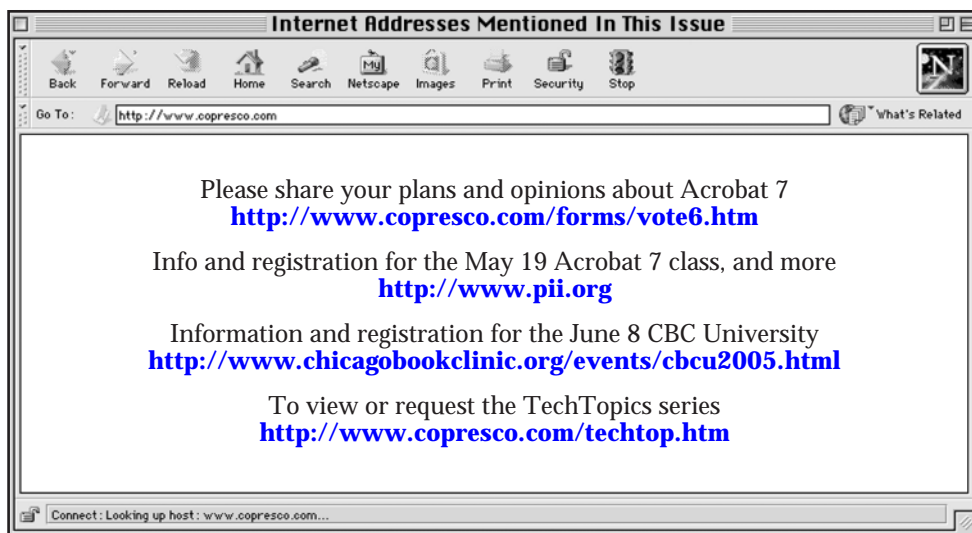 Internet Addresses Mentioned In This Issue
Back Forward Reload Home Search Netscape Images Print Security Stop
N
Go To: http://www.copresco.com What's Related
Please share your plans and opinions about Acrobat 7
http://www.copresco.com/forms/vote6.htm
Info and registration for the May 19 Acrobat 7 class, and more
http://www.pii.org
Information and registration for the June 8 CBC University
http://www.chicagobookclinic.org/events/cbcu2005.html
To view or request the TechTopics series
http://www.copresco.com/techtop.htm
Connect: Looking up host: www.copresco.com...